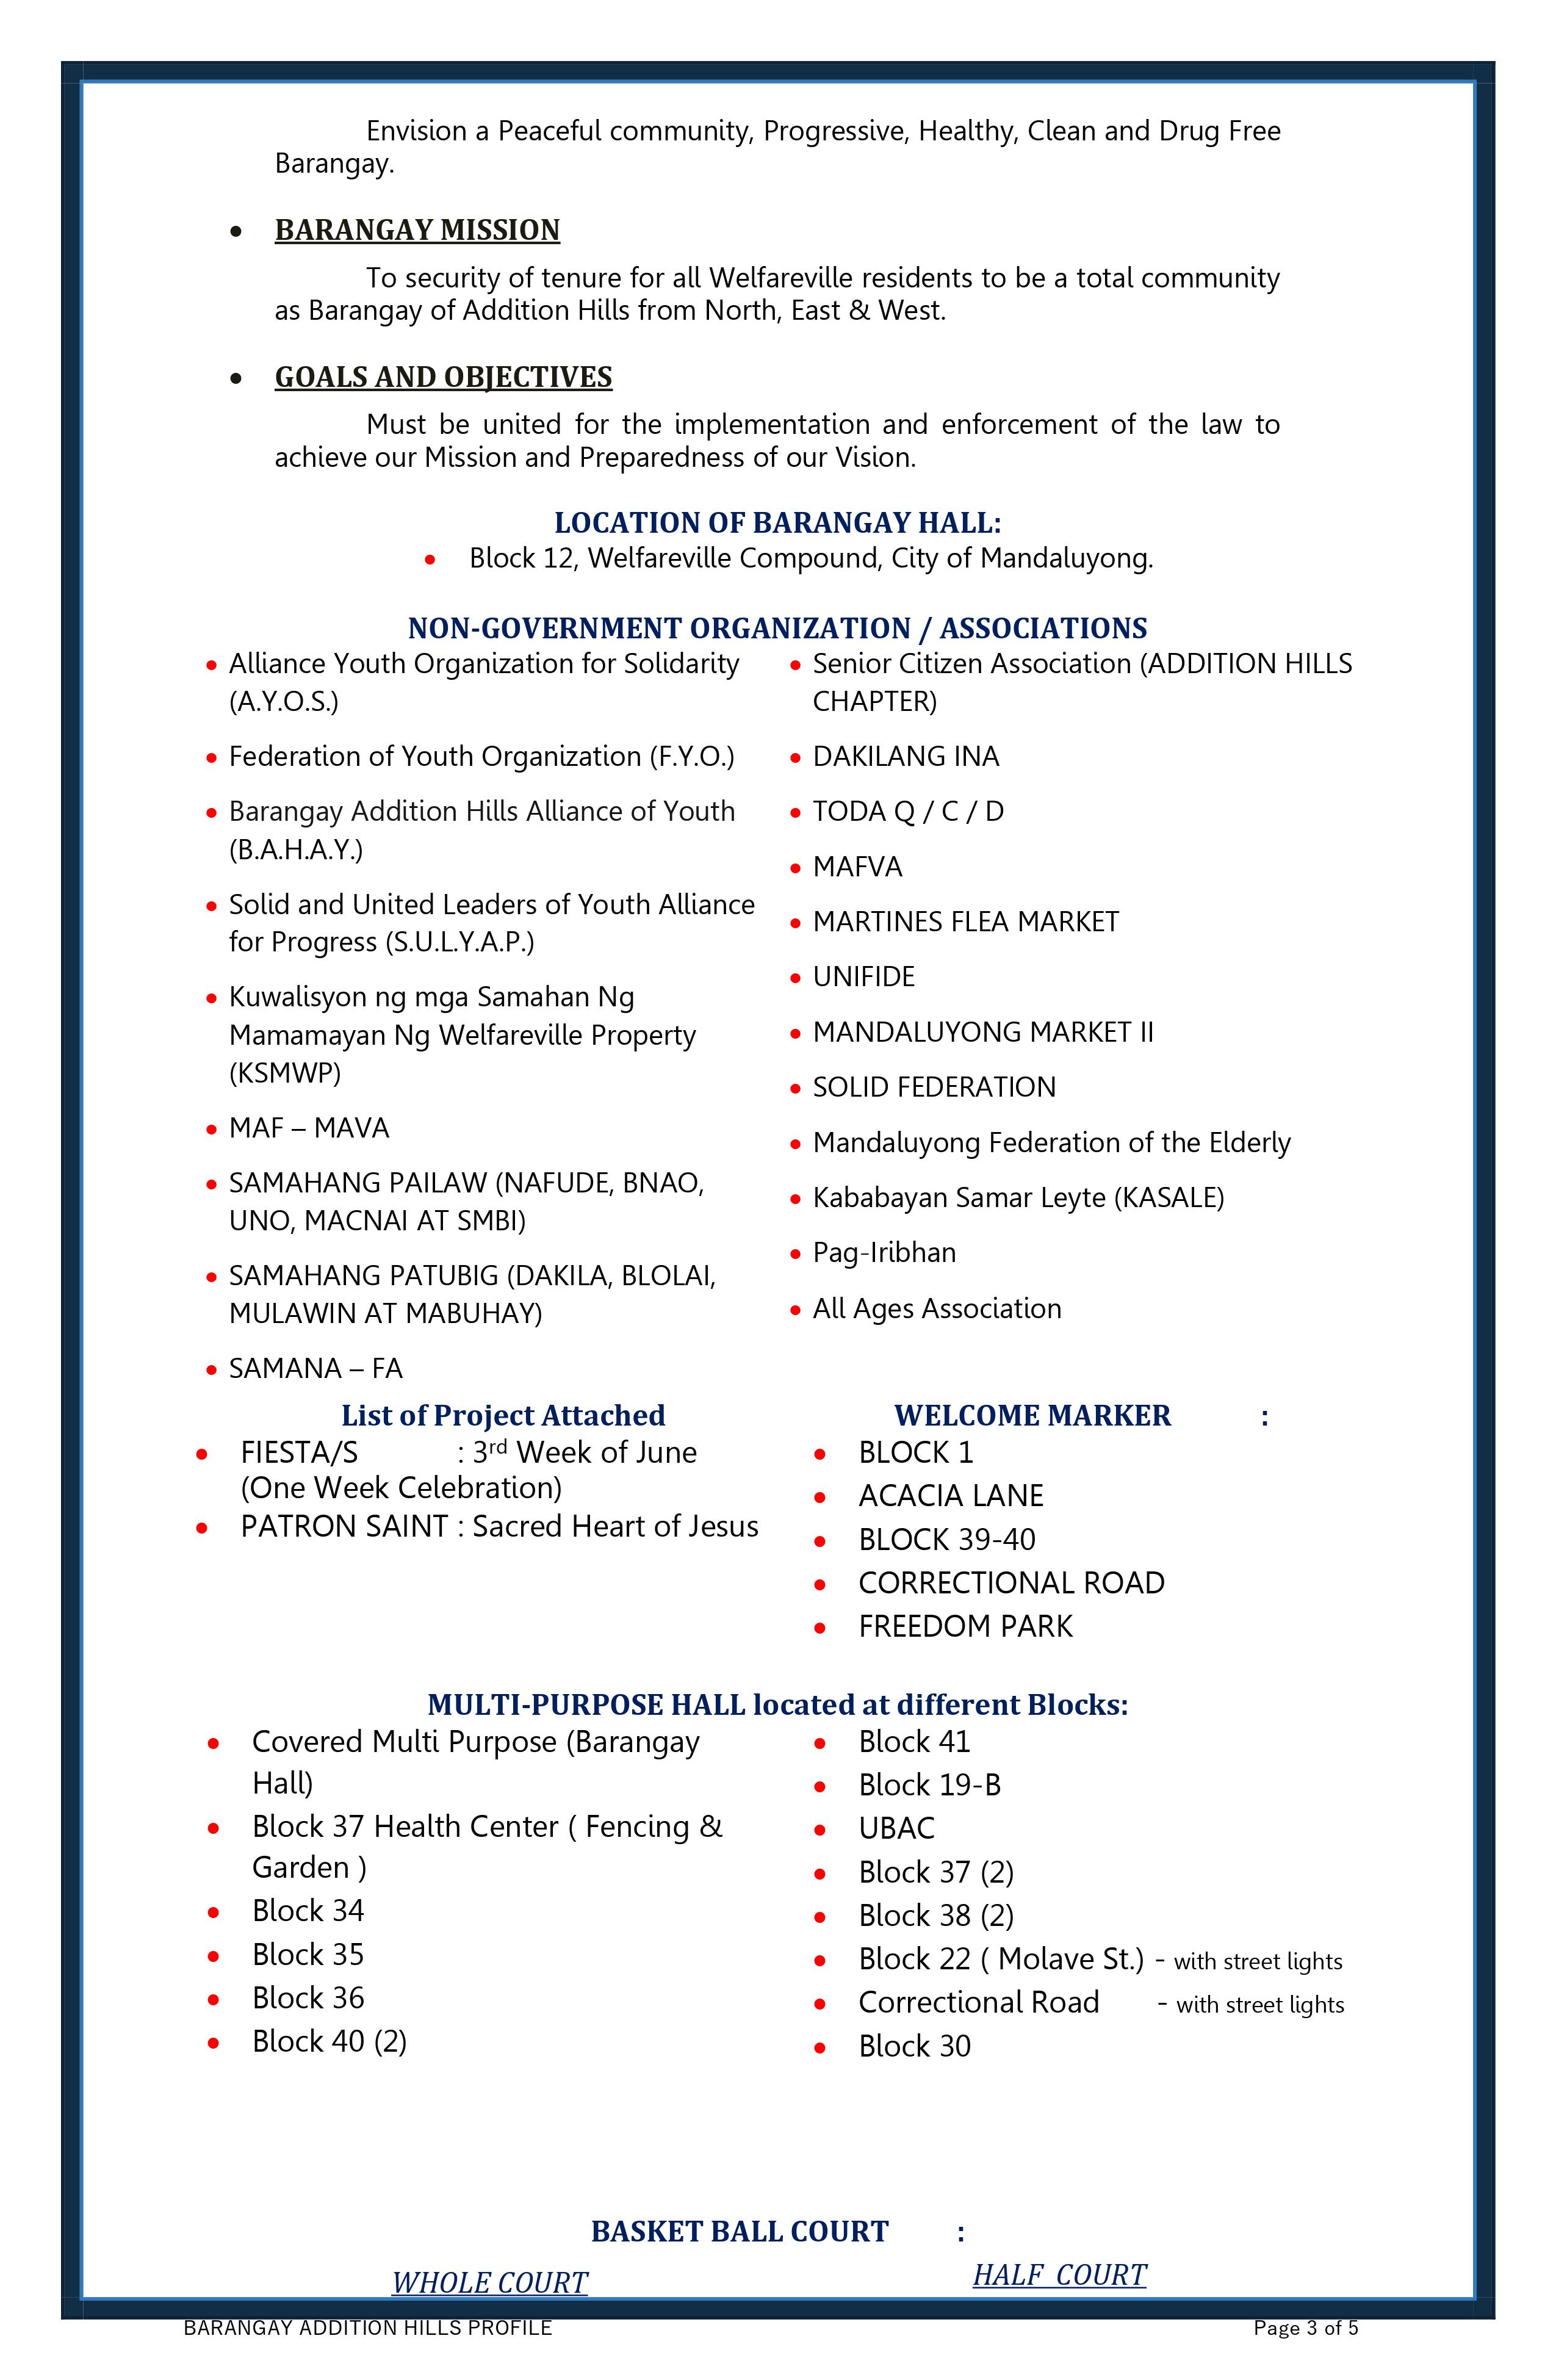 Envision a Peaceful community, Progressive, Healthy, Clean and Drug Free
Barangay.
• BARANGAY MISSION
To security of tenure for all Welfareville residents to be a total community
as Barangay of Addition Hills from North, East & West.
• GOALS AND OBJECTIVES
Must be united for the implementation and enforcement of the law to
achieve our Mission and Preparedness of our Vision.
LOCATION OF BARANGAY HALL:
• Block 12, Welfareville Compound, City of Mandaluyong.
NON-GOVERNMENT ORGANIZATION / ASSOCIATIONS
• Alliance Youth Organization for Solidarity
(A.Y.O.S.)
• Federation of Youth Organization (F.Y.O.)
• Barangay Addition Hills Alliance of Youth
(B.A.H.A.Y.)
• Solid and United Leaders of Youth Alliance
for Progress (S.U.L.Y.A.P.)
• Kuwalisyon ng mga Samahan Ng
Mamamayan Ng Welfareville Property
(KSMWP)
• MAF – MAVA
• SAMAHANG PAILAW (NAFUDE, BNAO,
UNO, MACNAI AT SMBI)
• SAMAHANG PATUBIG (DAKILA, BLOLAI,
MULAWIN AT MABUHAY)
• SAMANA – FA
• Senior Citizen Association (ADDITION HILLS
CHAPTER)
• DAKILANG INA
• TODA Q / C / D
• MAFVA
• MARTINES FLEA MARKET
• UNIFIDE
• MANDALUYONG MARKET II
• SOLID FEDERATION
• Mandaluyong Federation of the Elderly
• Kababayan Samar Leyte (KASALE)
• Pag-Iribhan
• All Ages Association
List of Project Attached
• FIESTA/S : 3rd Week of June
(One Week Celebration)
• PATRON SAINT : Sacred Heart of Jesus
WELCOME MARKER :
• BLOCK 1
• ACACIA LANE
• BLOCK 39-40
• CORRECTIONAL ROAD
• FREEDOM PARK
MULTI-PURPOSE HALL located at different Blocks:
• Covered Multi Purpose (Barangay
Hall)
• Block 37 Health Center ( Fencing &
Garden )
• Block 34
• Block 35
• Block 36
• Block 40 (2)
• Block 41
• Block 19-B
• UBAC
• Block 37 (2)
• Block 38 (2)
• Block 22 ( Molave St.) - with street lights
• Correctional Road - with street lights
• Block 30
BASKET BALL COURT :
WHOLE COURT
HALF COURT
BARANGAY ADDITION HILLS PROFILE
Page 3 of 5